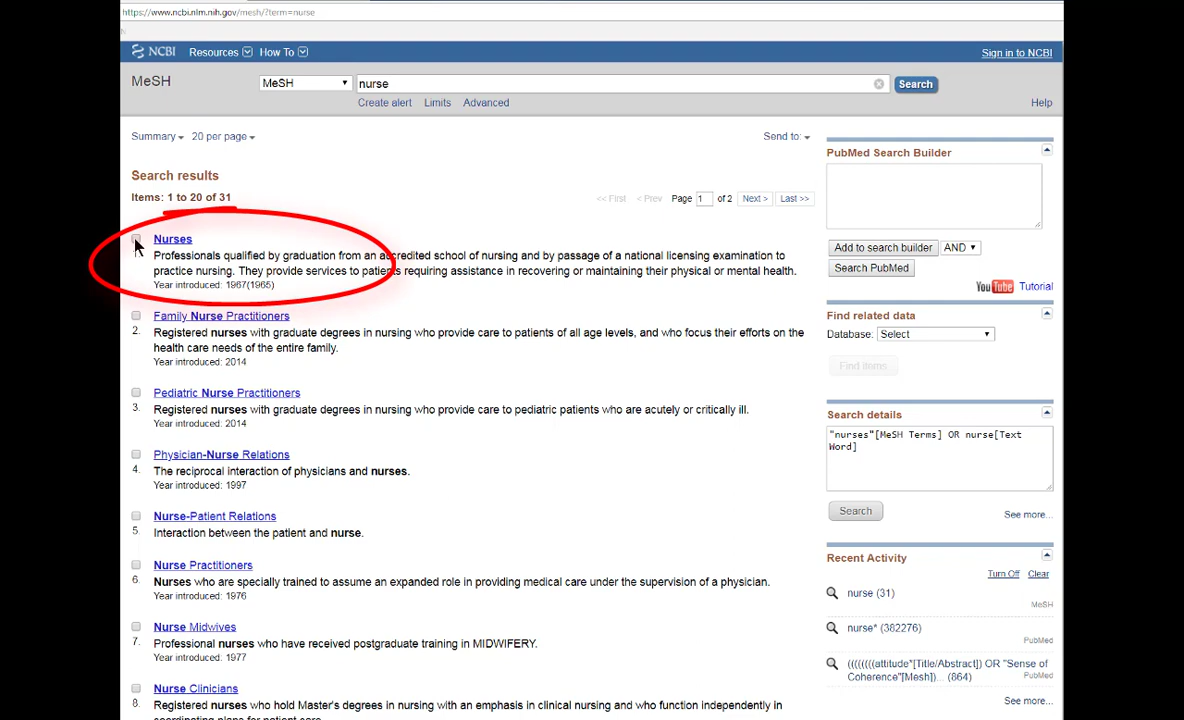 https://www.ncbi.nlm.nih.gov/mesh/?term=nurse
NCBI Resources How To Sign in to NCBI
MeSH MeSH nurse Search
Create alert Limits Advanced Help
Summary 20 per page Send to:
Search results
Items: 1 to 20 of 31
<< First < Prev Page 1 of 2 Next > Last >>
Nurses
Professionals qualified by graduation from an accredited school of nursing and by passage of a national licensing examination to
practice nursing. They provide services to patients requiring assistance in recovering or maintaining their physical or mental health.
Year introduced: 1967(1965)
Family Nurse Practitioners
2. Registered nurses with graduate degrees in nursing who provide care to patients of all age levels, and who focus their efforts on the
health care needs of the entire family.
Year introduced: 2014
Pediatric Nurse Practitioners
3. Registered nurses with graduate degrees in nursing who provide care to pediatric patients who are acutely or critically ill.
Year introduced: 2014
Physician-Nurse Relations
4. The reciprocal interaction of physicians and nurses.
Year introduced: 1997
Nurse-Patient Relations
5. Interaction between the patient and nurse.
Nurse Practitioners
6. Nurses who are specially trained to assume an expanded role in providing medical care under the supervision of a physician.
Year introduced: 1976
Nurse Midwives
7. Professional nurses who have received postgraduate training in MIDWIFERY.
Year introduced: 1977
Nurse Clinicians
8. Registered nurses who hold Master's degrees in nursing with an emphasis in clinical nursing and who function independently in
coordinating plans for patient care.
PubMed Search Builder
Add to search builder AND
Search PubMed
YouTube Tutorial
Find related data
Database: Select
Find items
Search details
"nurses"[MeSH Terms] OR nurse[Text
Word]
Search See more...
Recent Activity
Turn Off Clear
nurse (31)
MeSH
nurse* (382276)
PubMed
((((((((attitude*[Title/Abstract]) OR "Sense of
Coherence"[Mesh])... (864) PubMed
See more...